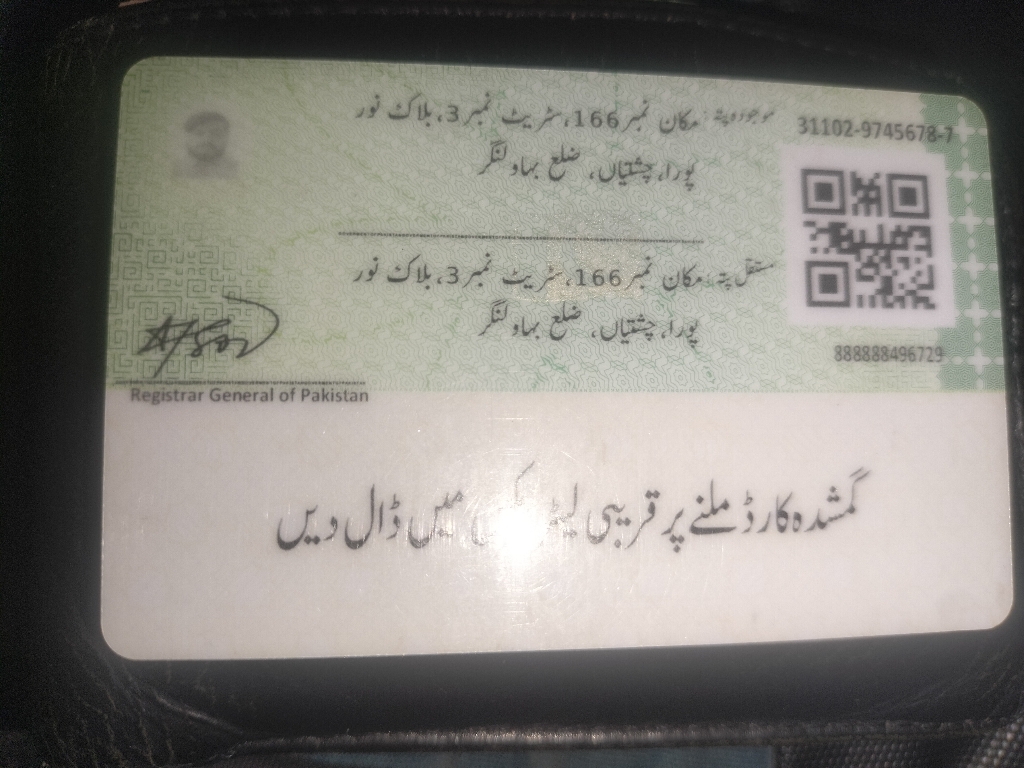 31102-9745678-7
موجودہ پتہ: مکان نمبر 166، سٹریٹ نمبر 3، بلاک نور
پورا، چشتیاں، ضلع بہاولنگر
مستقل پتہ: مکان نمبر 166، سٹریٹ نمبر 3، بلاک نور
پورا، چشتیاں، ضلع بہاولنگر
888888496729
Registrar General of Pakistan
گمشدہ کارڈ ملنے پر قریبی لیٹر بکس میں ڈال دیں